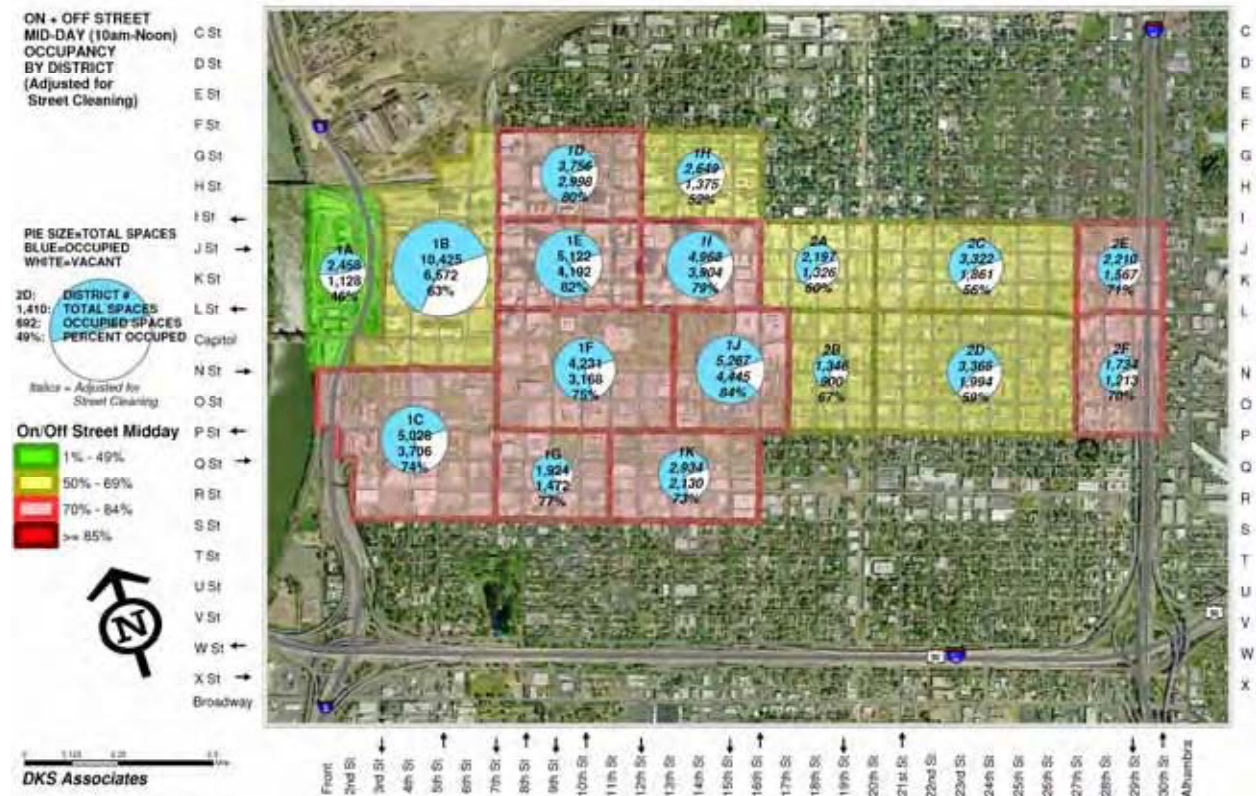 ON + OFF STREET
MID-DAY (10am-Noon)
OCCUPANCY
BY DISTRICT
(Adjusted for
Street Cleaning)
PIE SIZE=TOTAL SPACES
BLUE=OCCUPIED
WHITE=VACANT
2D: DISTRICT #
1,410: TOTAL SPACES
692: OCCUPIED SPACES
49%: PERCENT OCCUPED
Italics = Adjusted for
Street Cleaning
On/Off Street Midday
1% - 49%
50% - 69%
70% - 84%
>= 85%
N
DKS Associates
C St
D St
E St
F St
G St
H St
I St
J St
K St
L St
Capitol
N St
O St
P St
Q St
R St
S St
T St
U St
V St
W St
X St
Broadway
1D
3,756
2,998
80%
1H
2,649
1,375
52%
1A
2,458
1,128
46%
1B
10,425
6,572
63%
1E
5,122
4,192
82%
1I
4,968
3,904
79%
2A
2,197
1,326
60%
2C
3,322
1,861
56%
2E
2,210
1,567
71%
1F
4,231
3,168
75%
1J
5,267
4,445
84%
2B
1,346
900
67%
2D
3,366
1,994
59%
2F
1,734
1,213
70%
1C
5,028
3,706
74%
1G
1,924
1,472
77%
1K
2,934
2,130
73%
C
D
E
F
G
H
I
J
K
L
N
O
P
Q
R
S
T
U
V
W
X
Front
2nd St
3rd St
4th St
5th St
6th St
7th St
8th St
9th St
10th St
11th St
12th St
13th St
14th St
15th St
16th St
17th St
18th St
19th St
20th St
21st St
22nd St
23rd St
24th St
25th St
26th St
27th St
28th St
29th St
30th St
Alhambra